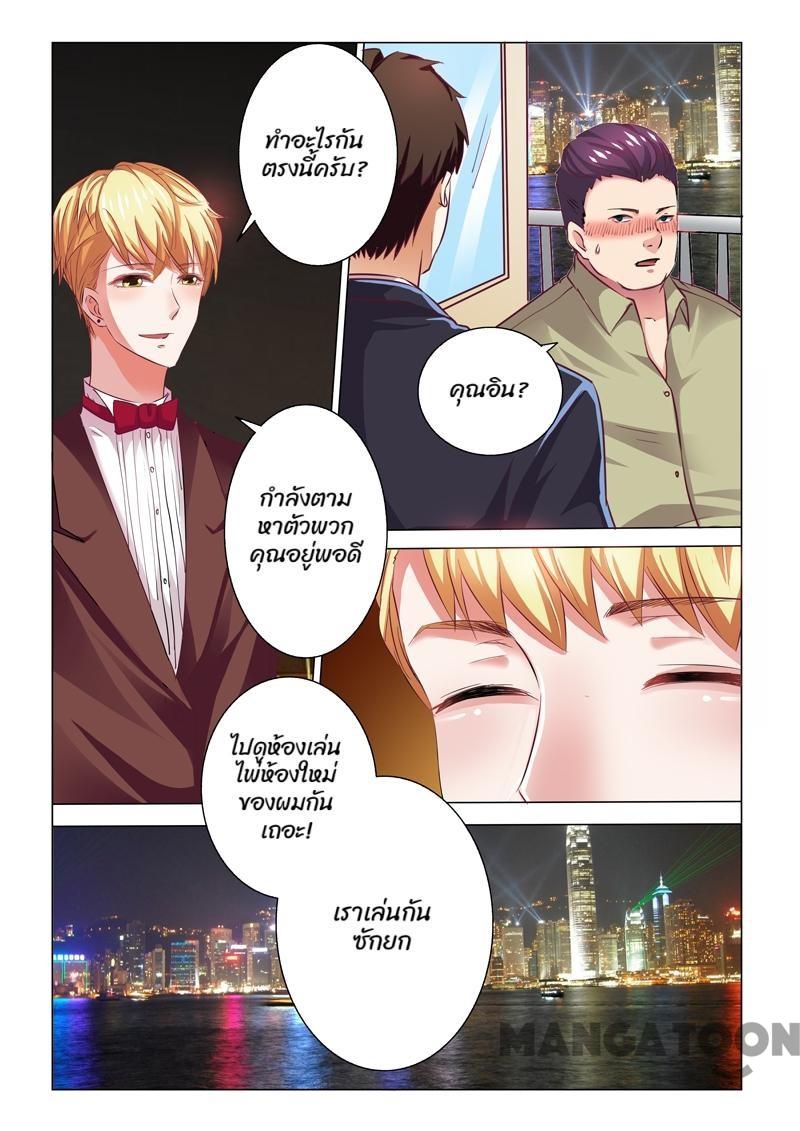 ทำอะไรกัน
ตรงนี้ครับ?
คุณอิน?
กำลังตาม
หาตัวพวก
คุณอยู่พอดี
ไปดูห้องเล่น
ไพ่ห้องใหม่
ของผมกัน
เถอะ!
เราเล่นกัน
ซักยก
MANGATOON